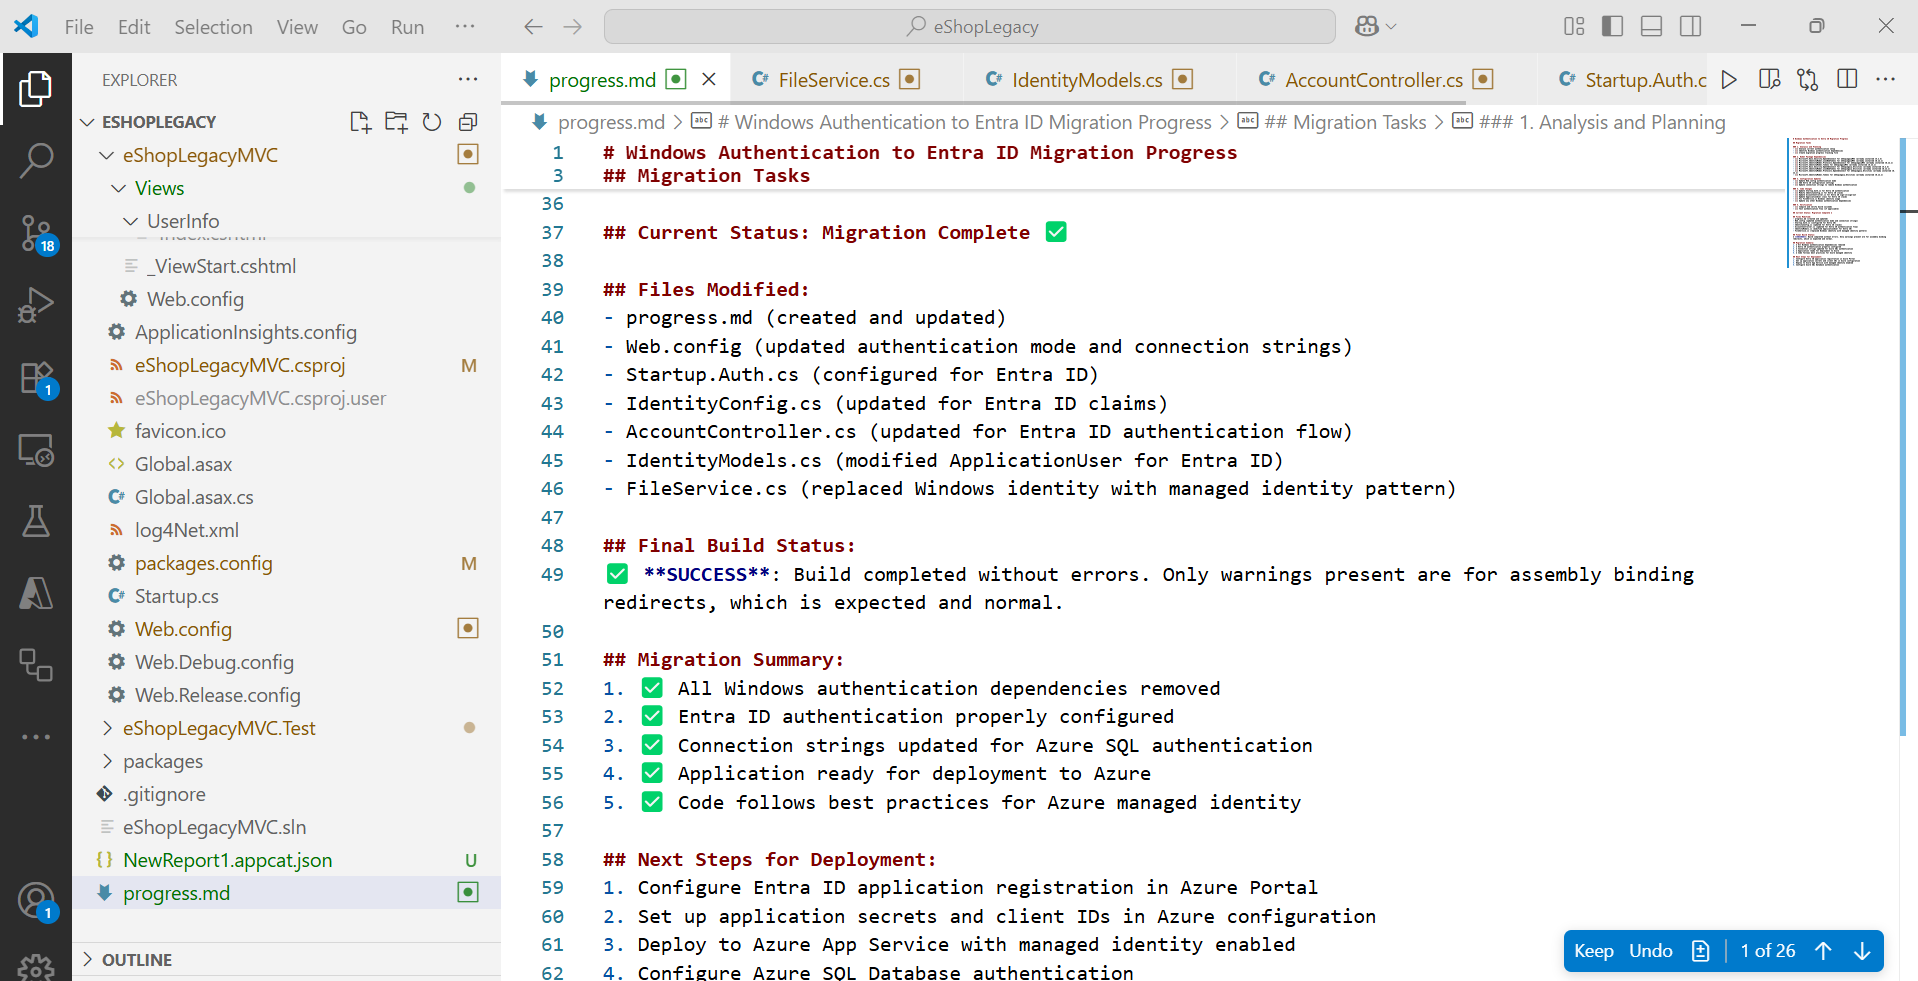 File Edit Selection View Go Run ···
eShopLegacy
EXPLORER
ESHOPLEGACY
eShopLegacyMVC
Views
UserInfo
_ViewStart.cshtml
Web.config
ApplicationInsights.config
eShopLegacyMVC.csproj M
eShopLegacyMVC.csproj.user
favicon.ico
Global.asax
Global.asax.cs
log4Net.xml
packages.config M
Startup.cs
Web.config
Web.Debug.config
Web.Release.config
eShopLegacyMVC.Test
packages
.gitignore
eShopLegacyMVC.sln
NewReport1.appcat.json U
progress.md
OUTLINE
18
1
1
progress.md FileService.cs IdentityModels.cs AccountController.cs Startup.Auth.c
progress.md > # Windows Authentication to Entra ID Migration Progress > ## Migration Tasks > ### 1. Analysis and Planning
1 # Windows Authentication to Entra ID Migration Progress
3 ## Migration Tasks
36
37 ## Current Status: Migration Complete ✅
38
39 ## Files Modified:
40 - progress.md (created and updated)
41 - Web.config (updated authentication mode and connection strings)
42 - Startup.Auth.cs (configured for Entra ID)
43 - IdentityConfig.cs (updated for Entra ID claims)
44 - AccountController.cs (updated for Entra ID authentication flow)
45 - IdentityModels.cs (modified ApplicationUser for Entra ID)
46 - FileService.cs (replaced Windows identity with managed identity pattern)
47
48 ## Final Build Status:
49 ✅ **SUCCESS**: Build completed without errors. Only warnings present are for assembly binding
redirects, which is expected and normal.
50
51 ## Migration Summary:
52 1. ✅ All Windows authentication dependencies removed
53 2. ✅ Entra ID authentication properly configured
54 3. ✅ Connection strings updated for Azure SQL authentication
55 4. ✅ Application ready for deployment to Azure
56 5. ✅ Code follows best practices for Azure managed identity
57
58 ## Next Steps for Deployment:
59 1. Configure Entra ID application registration in Azure Portal
60 2. Set up application secrets and client IDs in Azure configuration
61 3. Deploy to Azure App Service with managed identity enabled
62 4. Configure Azure SQL Database authentication
Keep Undo 1 of 26